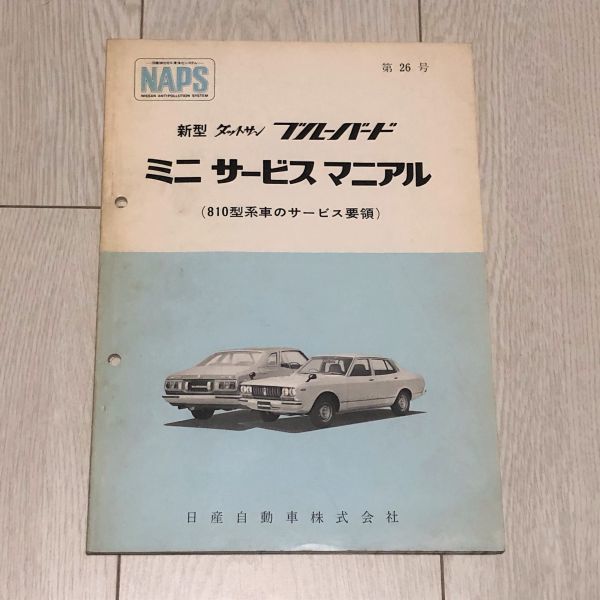 NAPS
NISSAN ANTI-POLLUTION SYSTEM
第 26 号
新型 ダットサン ブルーバード
ミニ サービス マニアル
(810型系車のサービス要領)
日産自動車株式会社